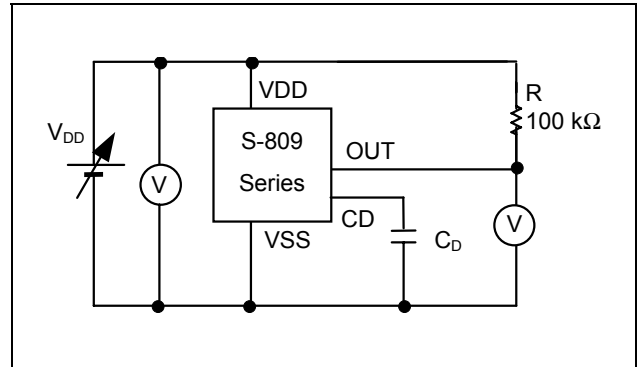 VDD
R
100 kΩ
V_DD
S-809
Series
OUT
V
CD
V
VSS
C_D